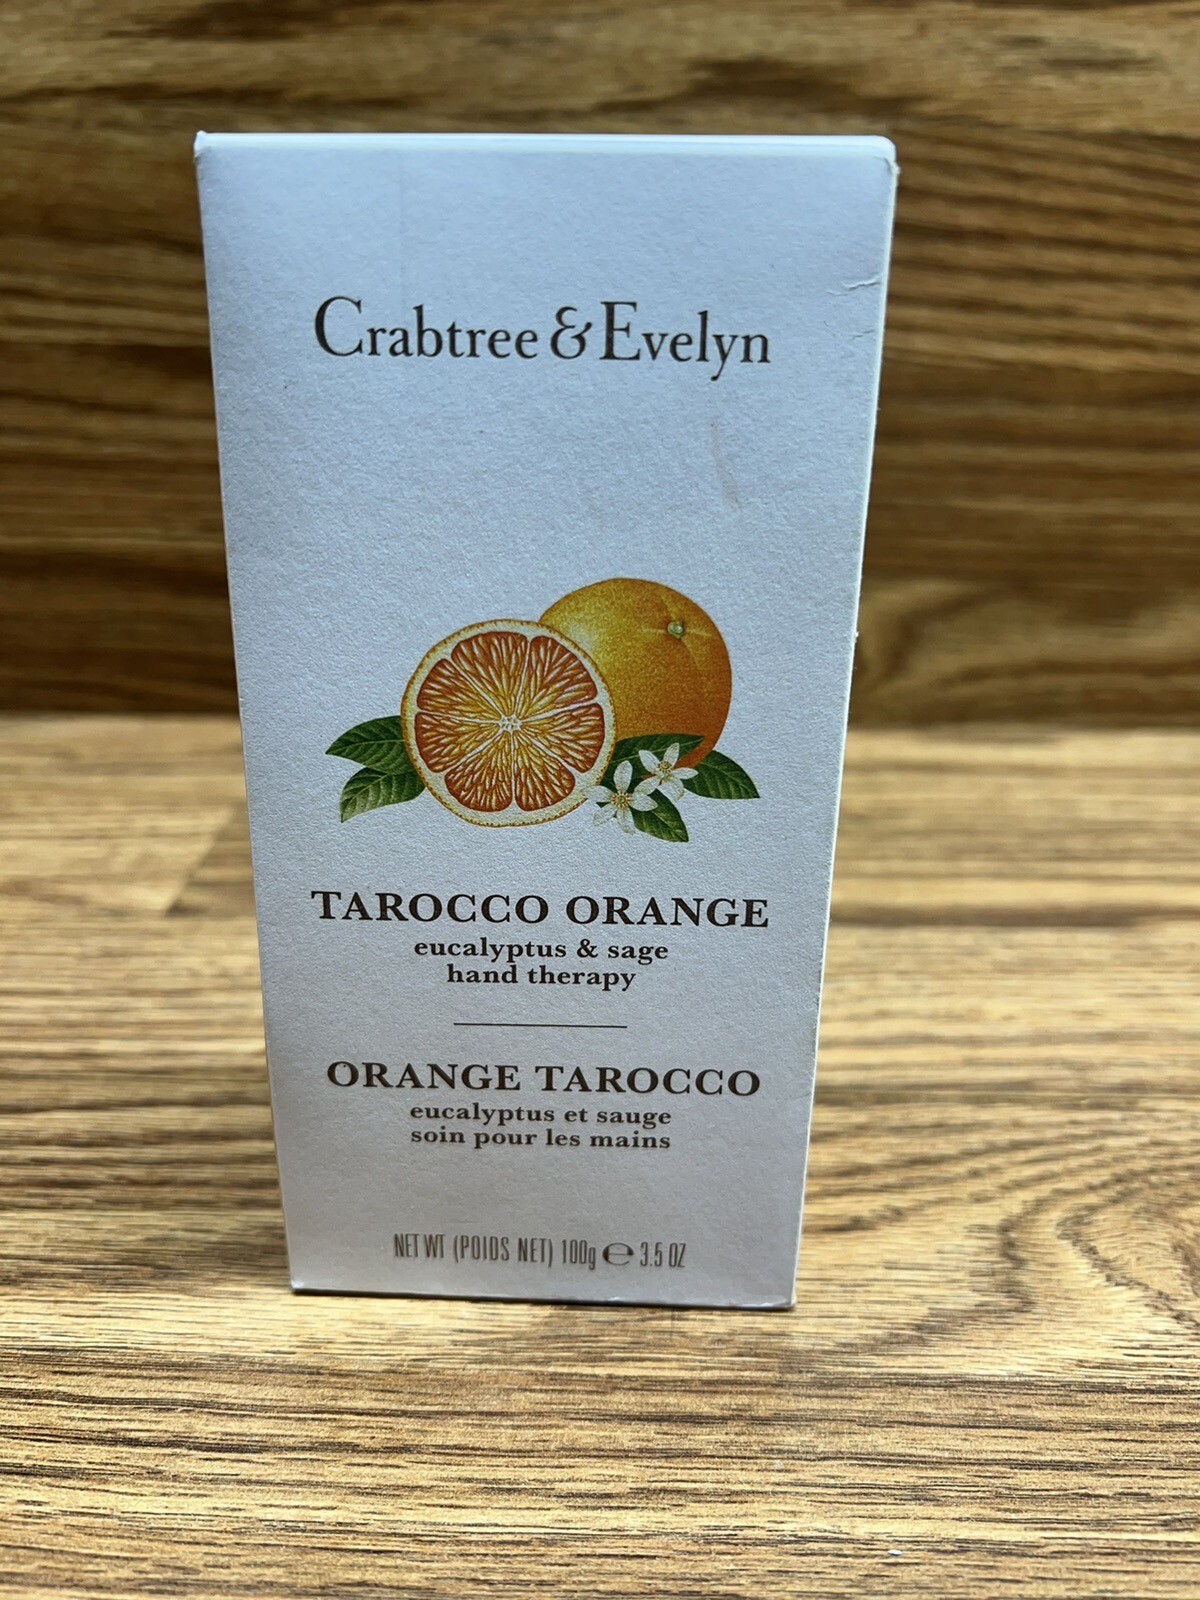 Crabtree & Evelyn
TAROCCO ORANGE
eucalyptus & sage
hand therapy
ORANGE TAROCCO
eucalyptus et sauge
soin pour les mains
NET WT (POIDS NET) 100g ℮ 3.5 OZ